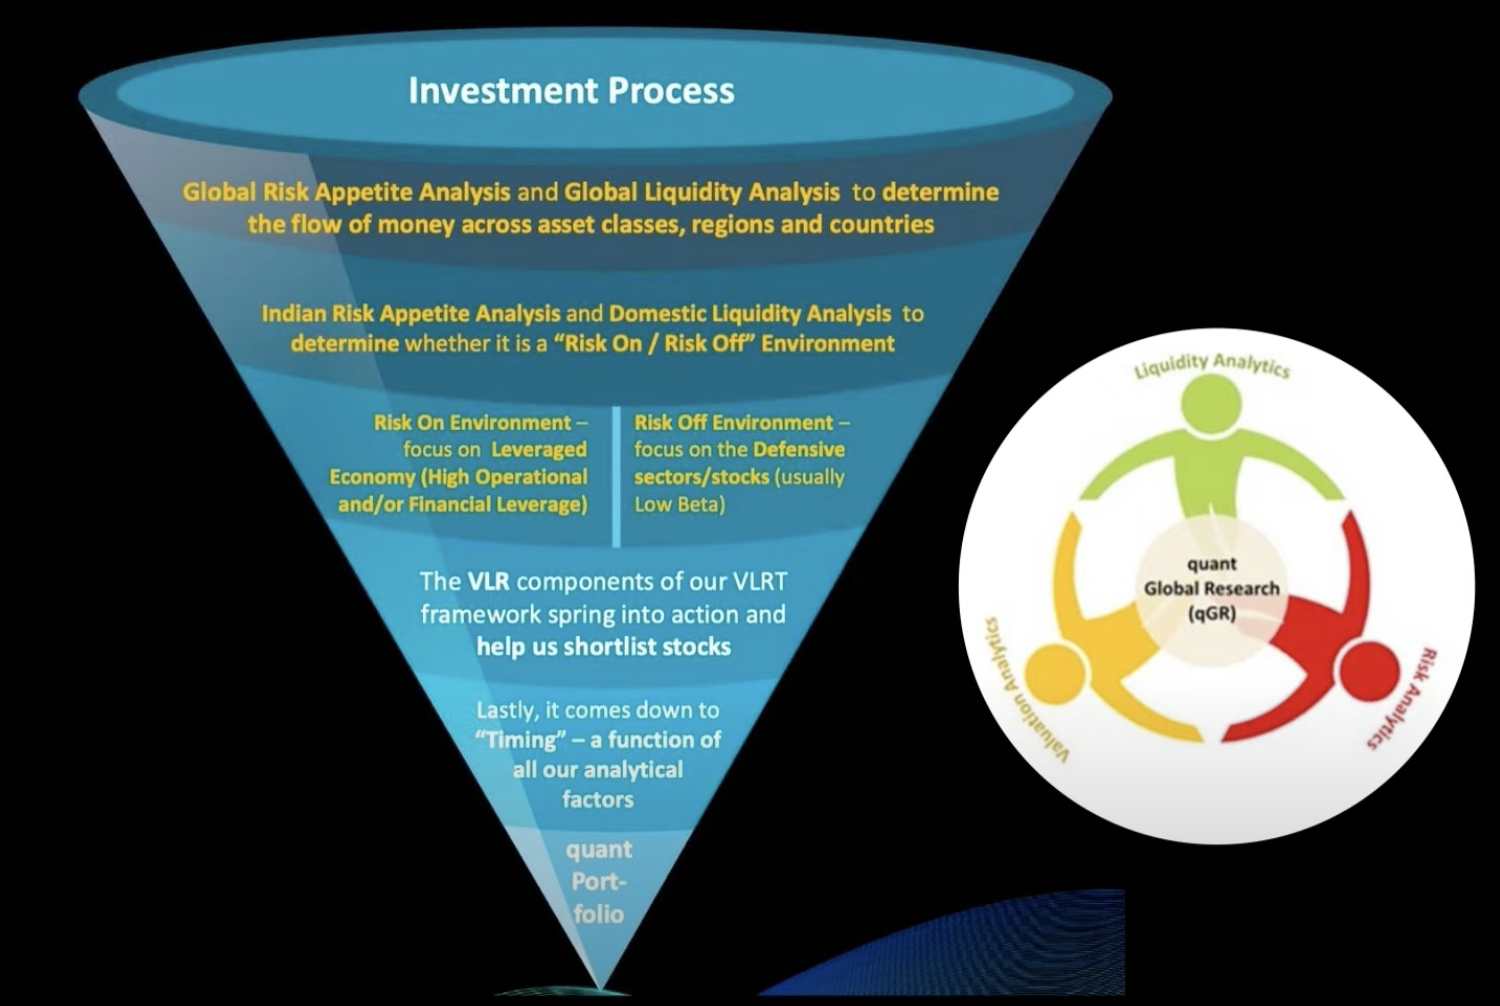 Investment Process
Global Risk Appetite Analysis and Global Liquidity Analysis to determine
the flow of money across asset classes, regions and countries
Indian Risk Appetite Analysis and Domestic Liquidity Analysis to
determine whether it is a “Risk On / Risk Off” Environment
Risk On Environment –
focus on Leveraged
Economy (High Operational
and/or Financial Leverage)
Risk Off Environment –
focus on the Defensive
sectors/stocks (usually
Low Beta)
The VLR components of our VLRT
framework spring into action and
help us shortlist stocks
Lastly, it comes down to
“Timing” – a function of
all our analytical
factors
quant
Port-
folio
Liquidity Analytics
quant
Global Research
(qGR)
Valuation Analytics
Risk Analytics